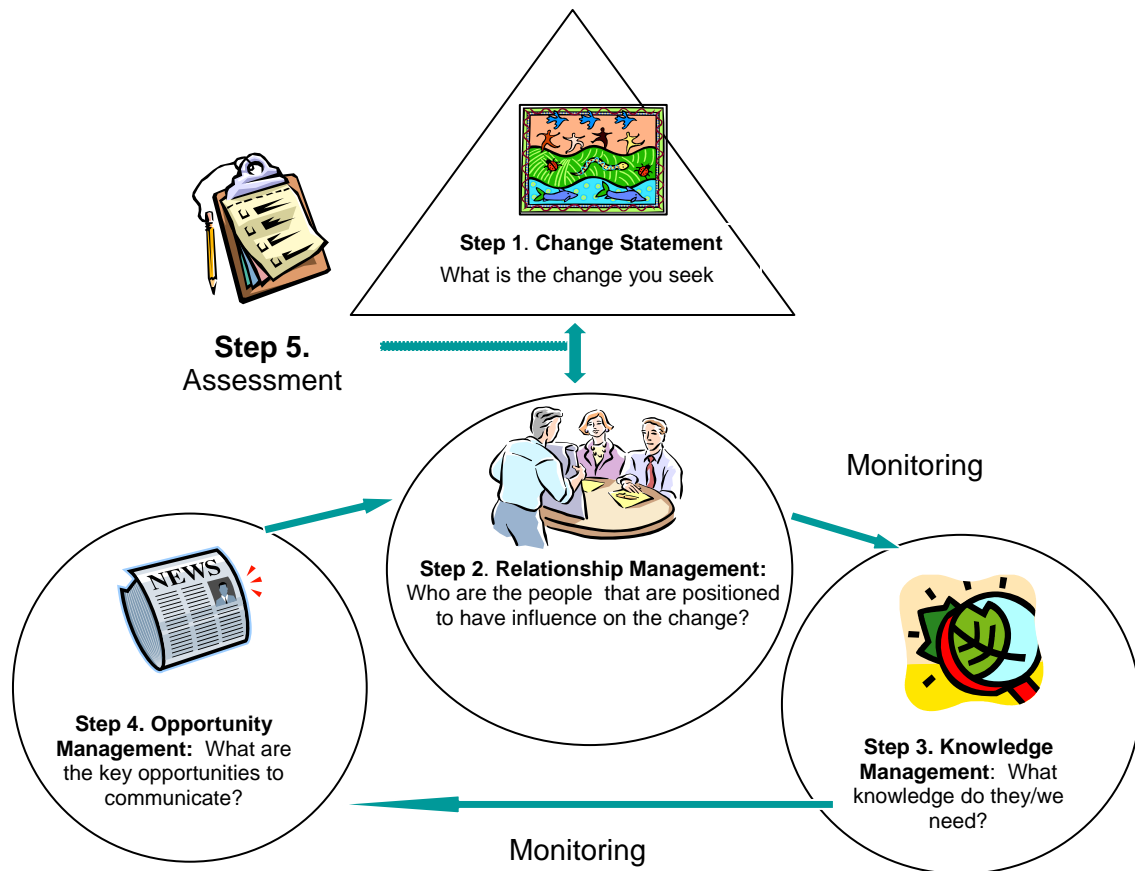 Step 1. Change Statement
What is the change you seek
Step 5.
Assessment
Monitoring
NEWS
Step 2. Relationship Management:
Who are the people that are positioned
to have influence on the change?
Step 4. Opportunity
Management: What are
the key opportunities to
communicate?
Step 3. Knowledge
Management: What
knowledge do they/we
need?
Monitoring